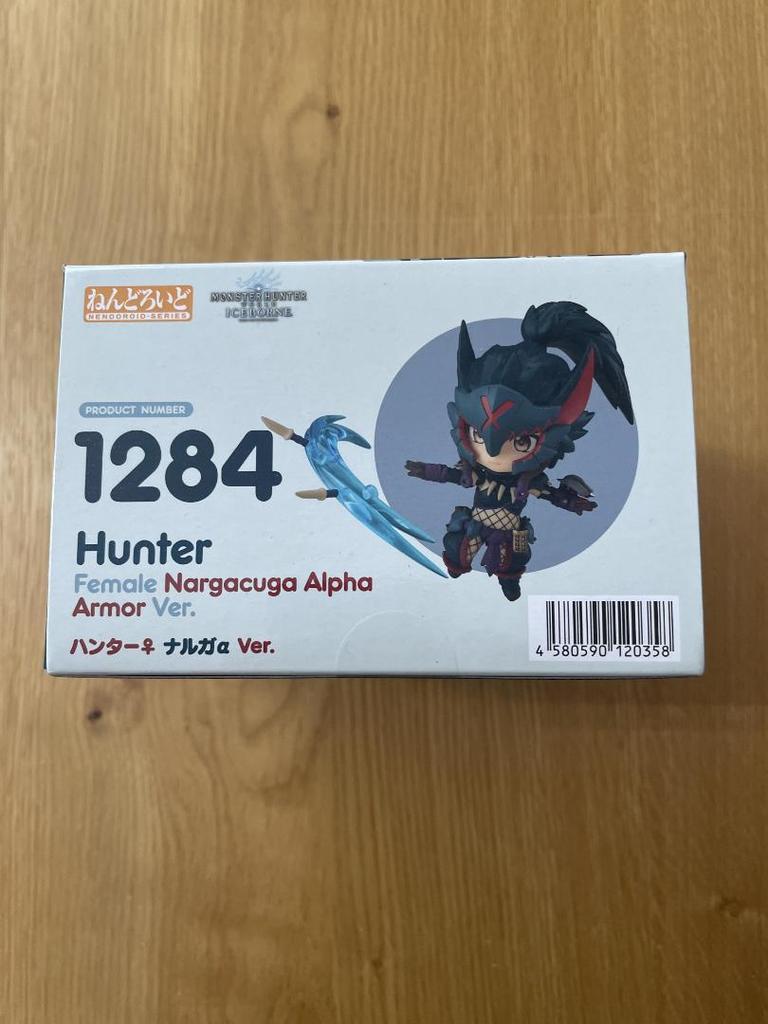 ねんどろいど
NENDOROID-SERIES
MONSTER HUNTER
WORLD
ICEBORNE
PRODUCT NUMBER
1284
Hunter
Female Nargacuga Alpha
Armor Ver.
ハンター♀ ナルガα Ver.
4 580590 120358